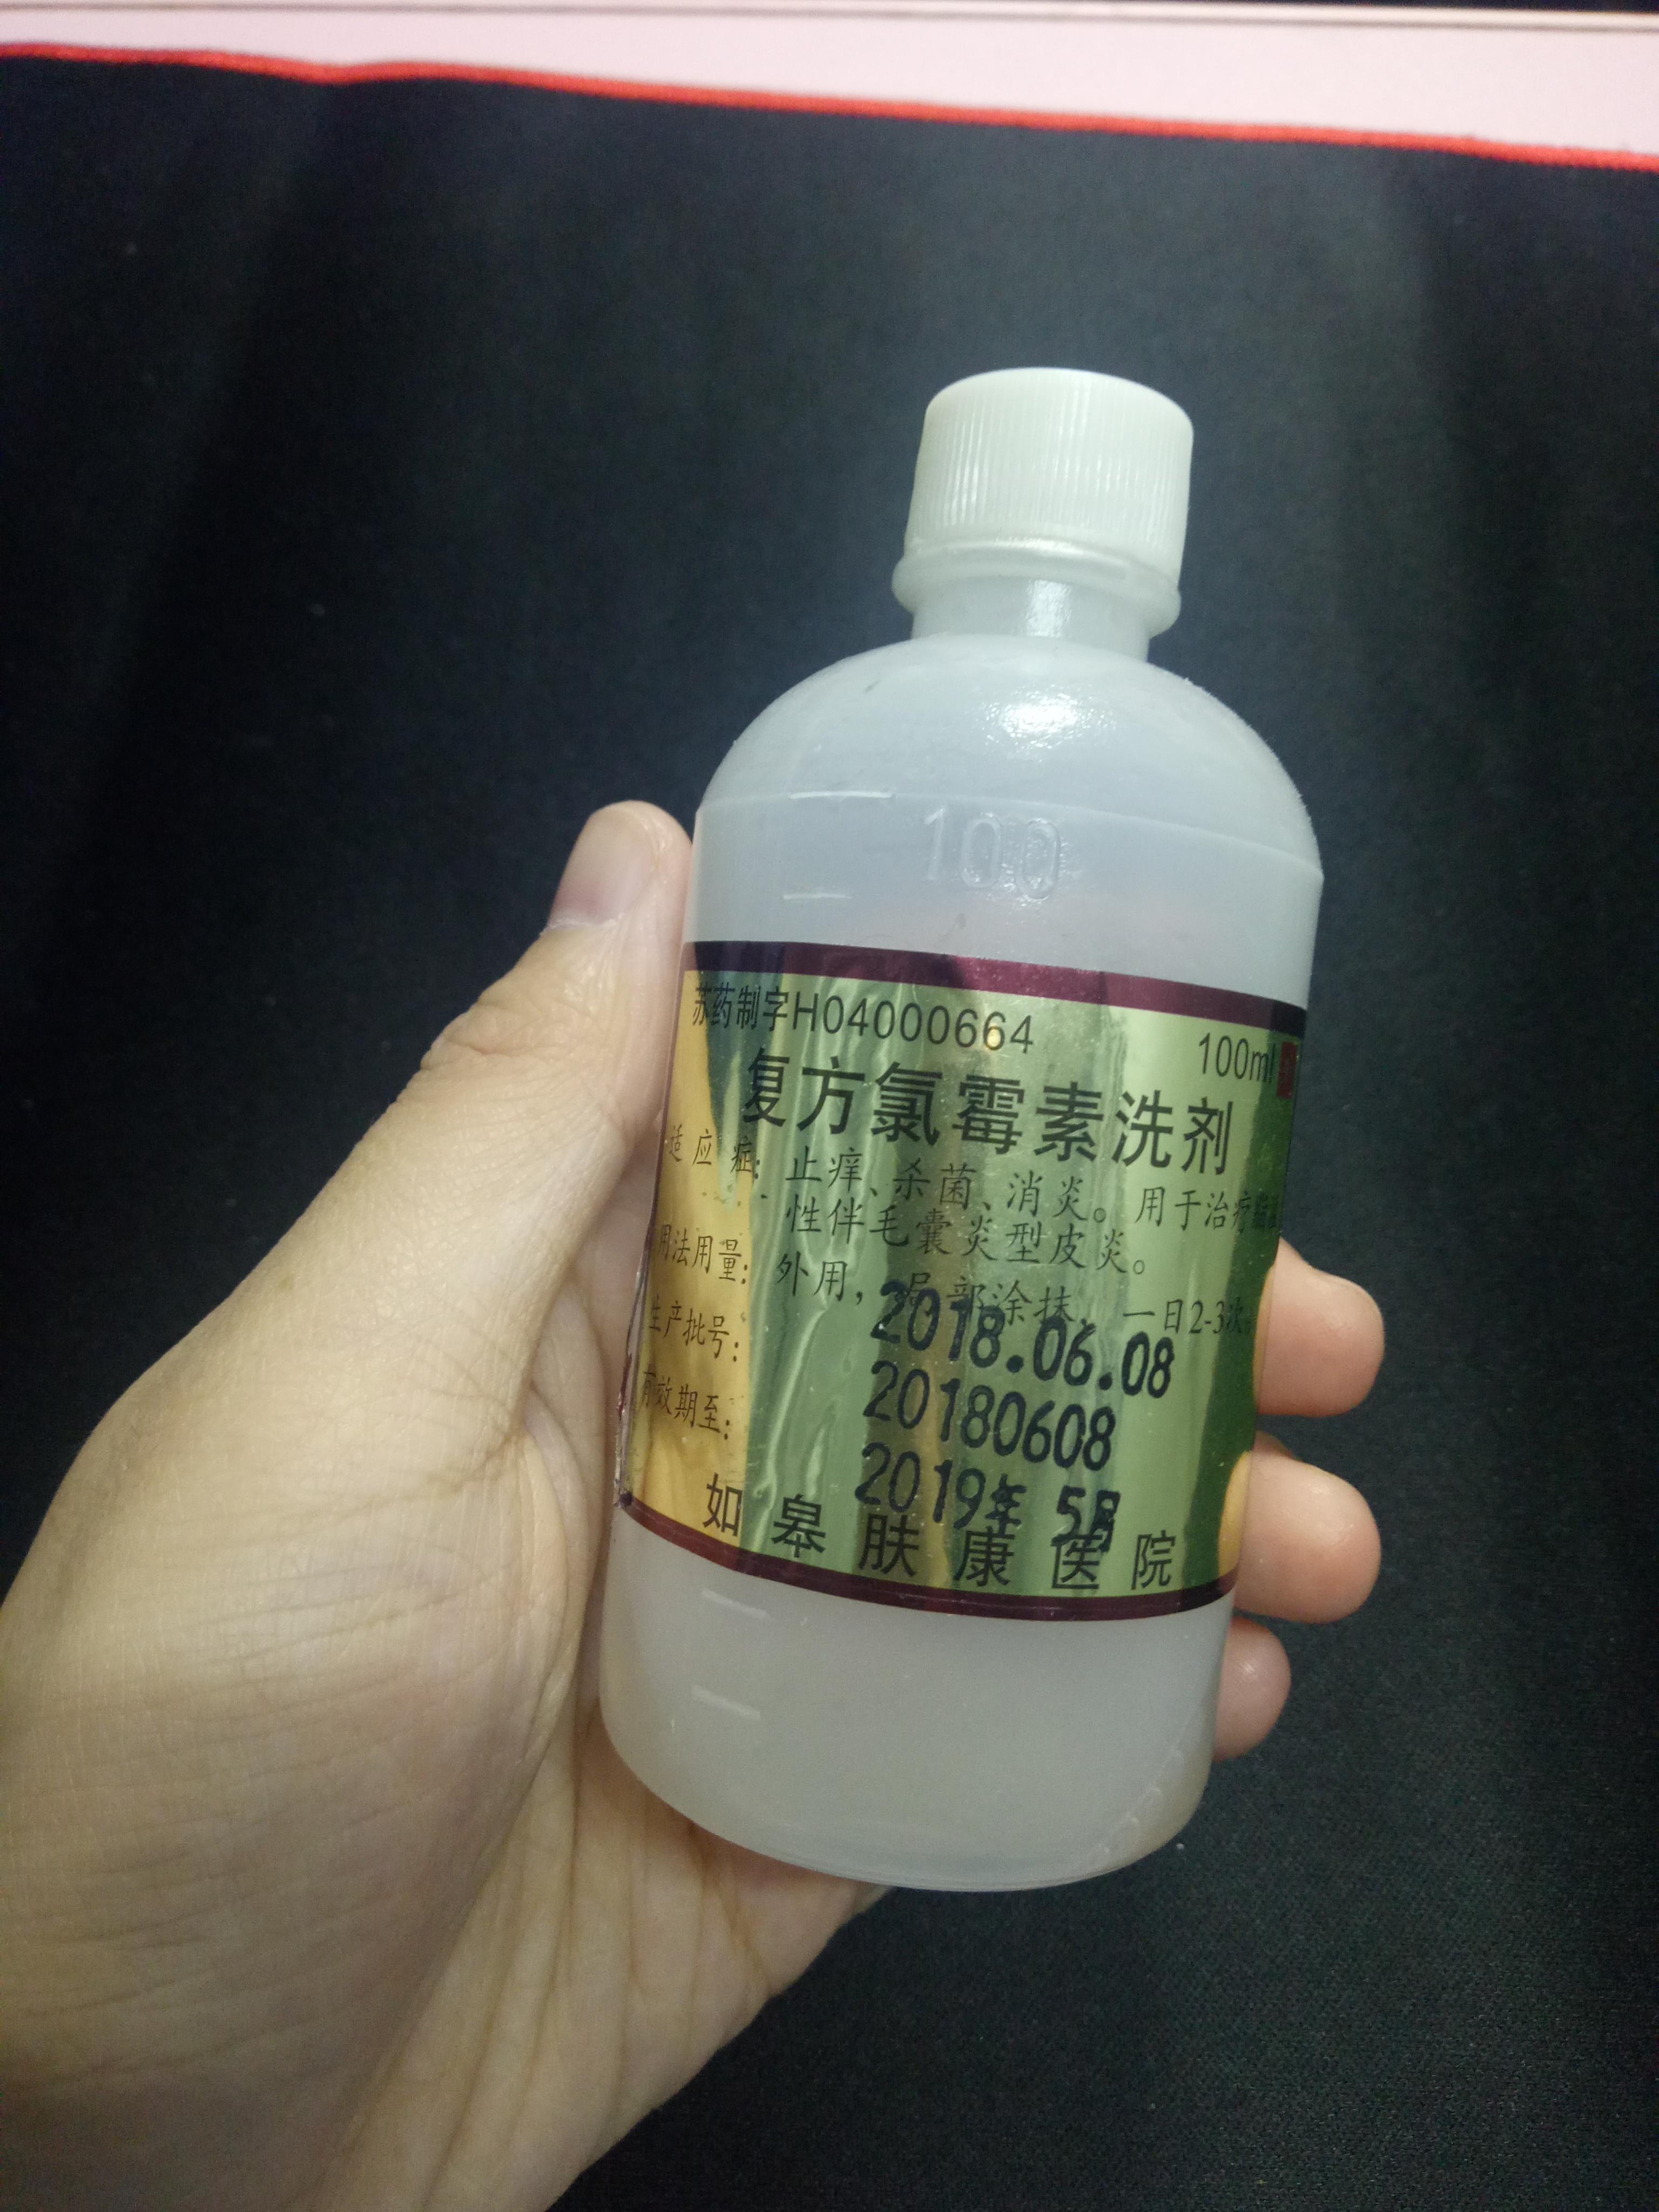 100
苏药制字H04000664 100ml
复方氯霉素洗剂
适应症：止痒、杀菌、消炎。用于治疗脂溢
性伴毛囊炎型皮炎。
用法用量：外用，局部涂抹，一日2-3次。
2018.06.08
生产批号：20180608
有效期至：2019年 5月
如皋肤康医院